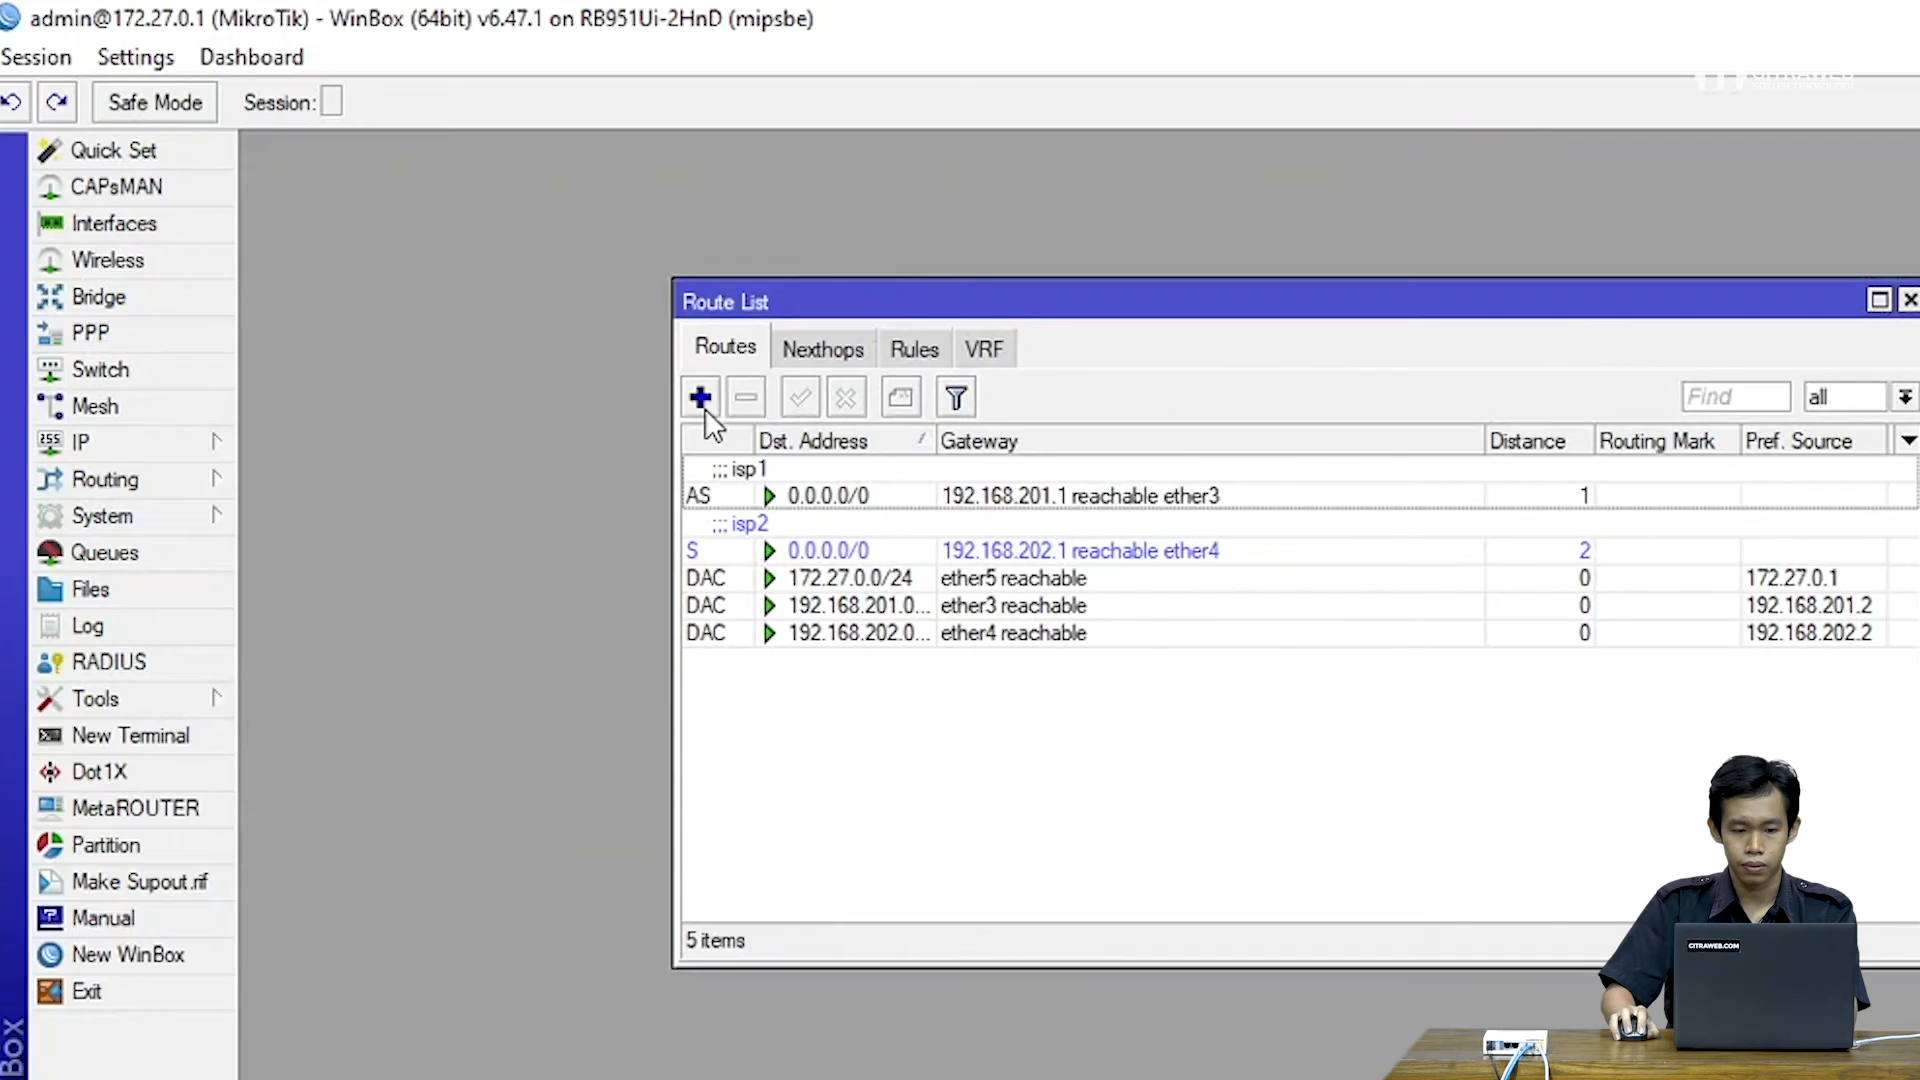 admin@172.27.0.1 (MikroTik) - WinBox (64bit) v6.47.1 on RB951Ui-2HnD (mipsbe)
Session Settings Dashboard
Safe Mode Session:
Quick Set
CAPsMAN
Interfaces
Wireless
Bridge
PPP
Switch
Mesh
IP
Routing
System
Queues
Files
Log
RADIUS
Tools
New Terminal
Dot1X
MetaROUTER
Partition
Make Supout.rif
Manual
New WinBox
Exit
Box
Route List
Routes Nexthops Rules VRF
Find all
Dst. Address Gateway Distance Routing Mark Pref. Source
;;; isp1
AS 0.0.0.0/0 192.168.201.1 reachable ether3 1
;;; isp2
S 0.0.0.0/0 192.168.202.1 reachable ether4 2
DAC 172.27.0.0/24 ether5 reachable 0 172.27.0.1
DAC 192.168.201.0... ether3 reachable 0 192.168.201.2
DAC 192.168.202.0... ether4 reachable 0 192.168.202.2
5 items
CITRAWEB.COM